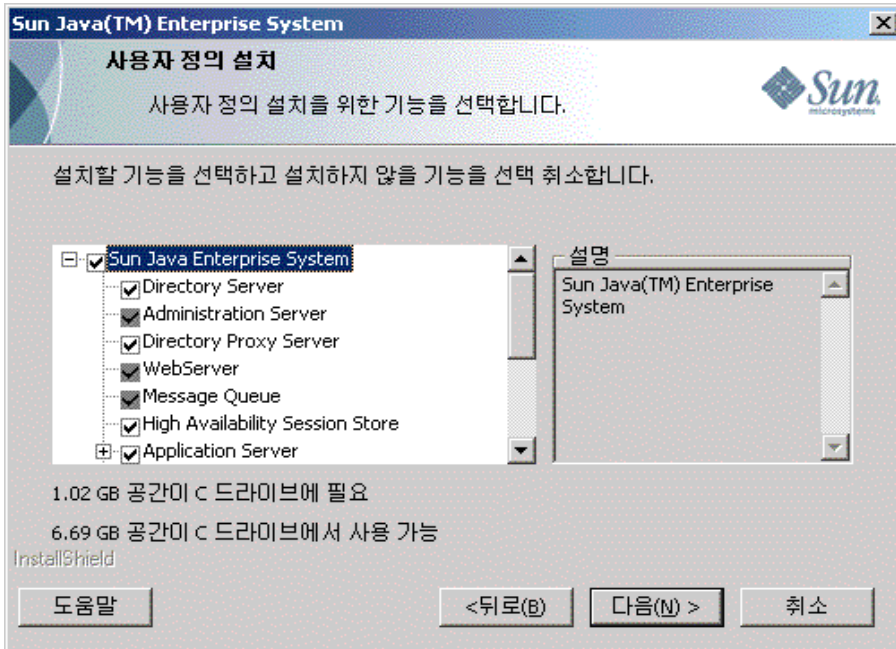 Sun Java(TM) Enterprise System
사용자 정의 설치
사용자 정의 설치를 위한 기능을 선택합니다.
Sun
microsystems
설치할 기능을 선택하고 설치하지 않을 기능을 선택 취소합니다.
Sun Java Enterprise System
Directory Server
Administration Server
Directory Proxy Server
WebServer
Message Queue
High Availability Session Store
Application Server
설명
Sun Java(TM) Enterprise
System
1.02 GB 공간이 C 드라이브에 필요
6.69 GB 공간이 C 드라이브에서 사용 가능
InstallShield
도움말
<뒤로(B)
다음(N) >
취소